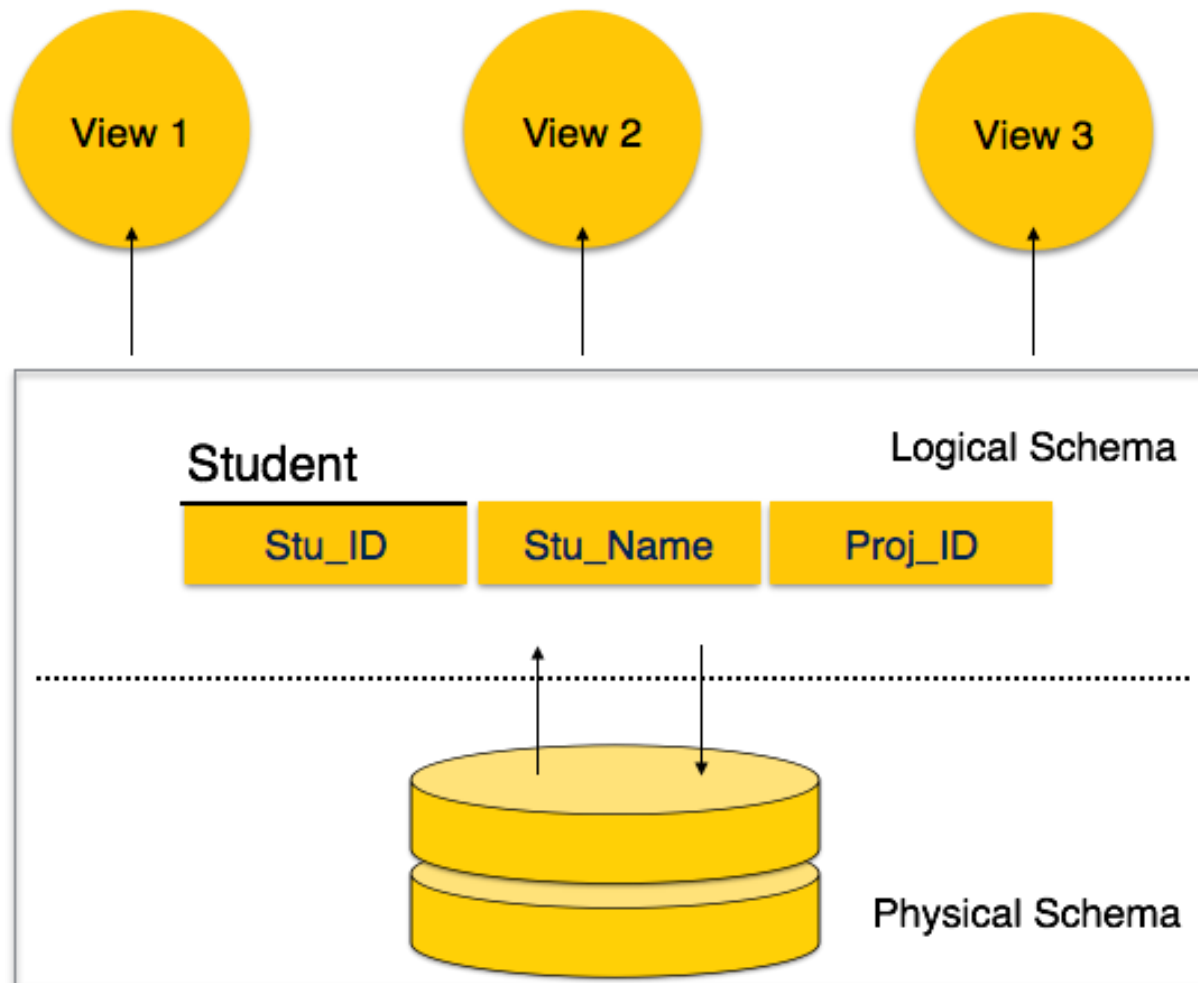 View 1
View 2
View 3
Student
Logical Schema
Stu_ID
Stu_Name
Proj_ID
Physical Schema